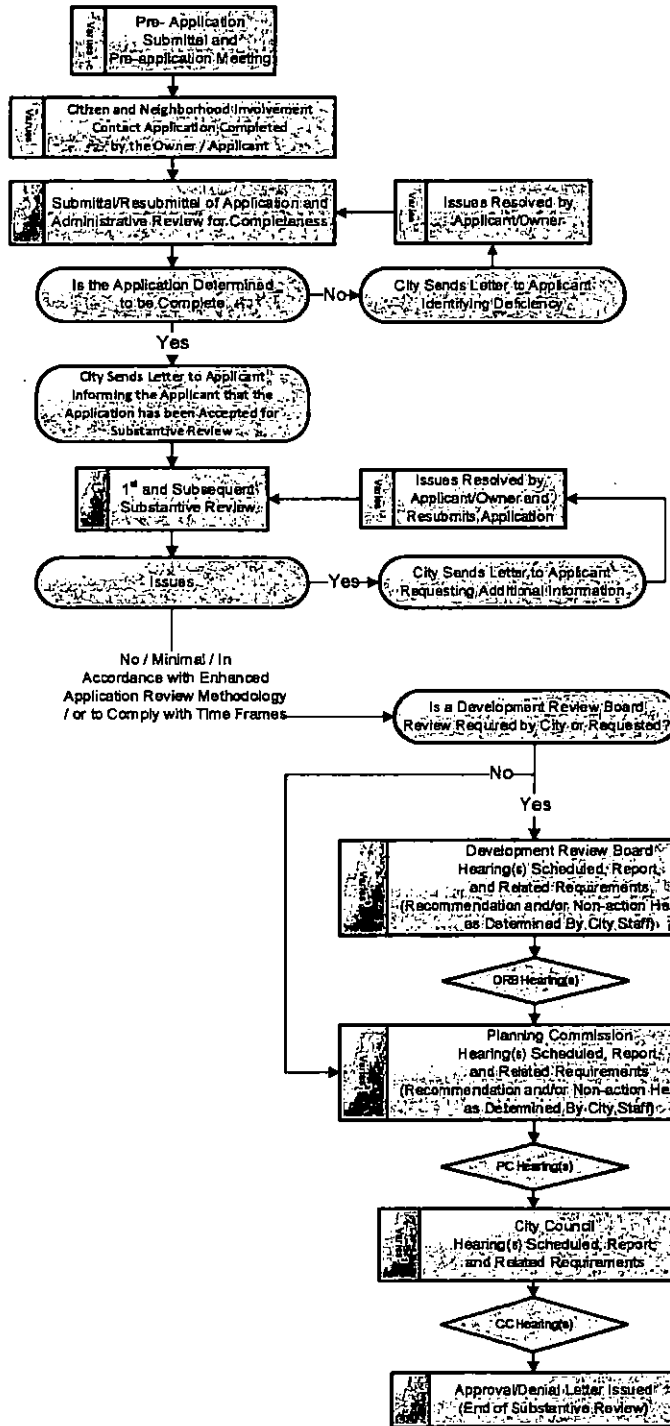 Pre- Application
Submittal and
Pre-application Meeting
Citizen and Neighborhood Involvement
Contact Application Completed
by the Owner / Applicant
Submittal/Resubmittal of Application and
Administrative Review for Completeness
Issues Resolved by
Applicant/Owner
Is the Application Determined
to be Complete
No
City Sends Letter to Applicant
Identifying Deficiency
Yes
City Sends Letter to Applicant
Informing the Applicant that the
Application has been Accepted for
Substantive Review
1st and Subsequent
Substantive Review
Issues Resolved by
Applicant/Owner and
Resubmits Application
Issues
Yes
City Sends Letter to Applicant
Requesting Additional Information
No / Minimal / In
Accordance with Enhanced
Application Review Methodology
/ or to Comply with Time Frames
Is a Development Review Board
Review Required by City or Requested?
No
Yes
Development Review Board
Hearing(s) Scheduled, Report
and Related Requirements
(Recommendation and/or Non-action He
as Determined By City Staff)
DRB Hearing(s)
Planning Commission
Hearing(s) Scheduled, Report
and Related Requirements
(Recommendation and/or Non-action He
as Determined By City Staff)
PC Hearing(s)
City Council
Hearing(s) Scheduled, Report
and Related Requirements
CC Hearing(s)
Approval/Denial Letter Issued
(End of Substantive Review)